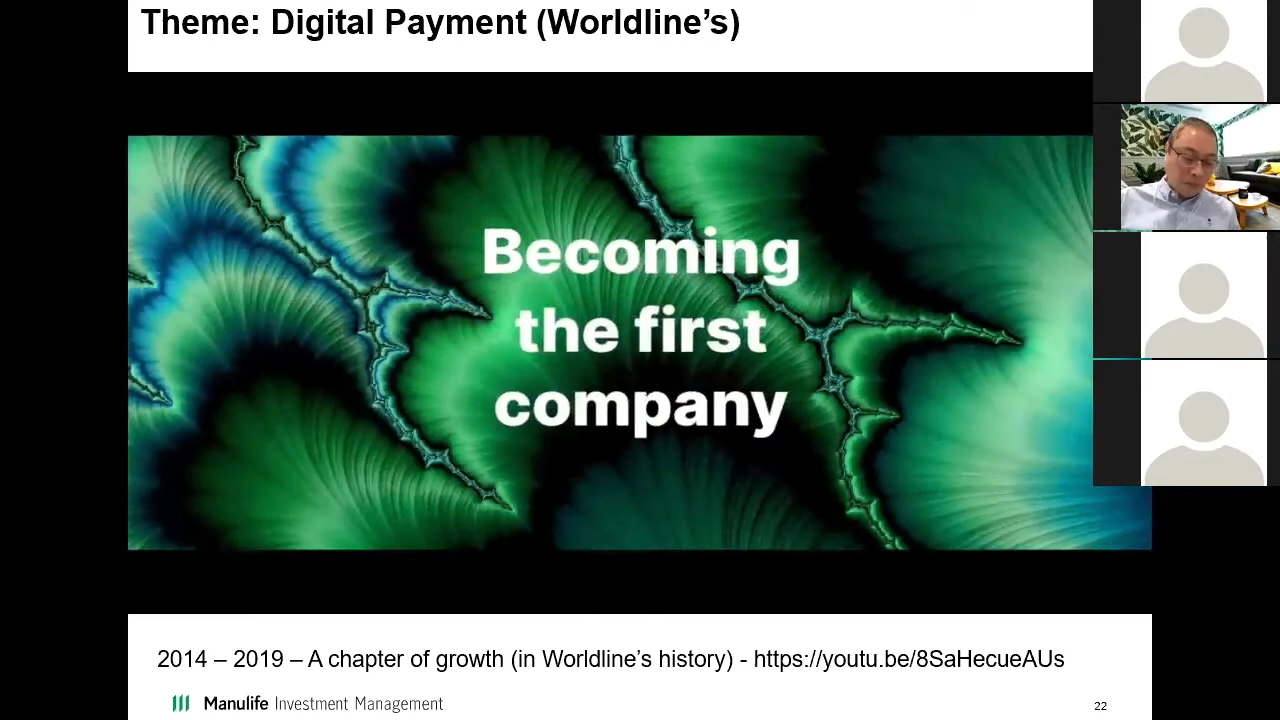 Theme: Digital Payment (Worldline’s)
Becoming
the first
company
2014 – 2019 – A chapter of growth (in Worldline’s history) - https://youtu.be/8SaHecueAUs
Manulife Investment Management
22